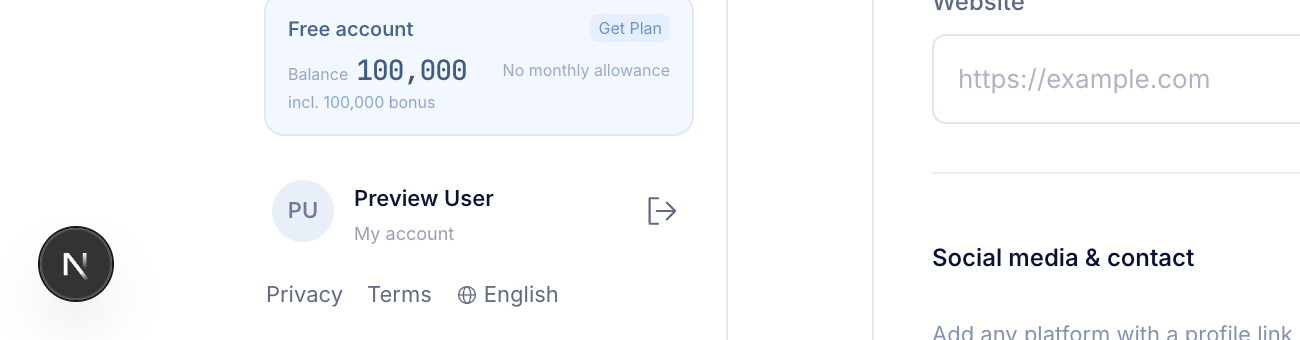 Free account
Get Plan
Balance 100,000
No monthly allowance
incl. 100,000 bonus
PU
Preview User
My account
N
Privacy
Terms
English
Website
https://example.com
Social media & contact
Add any platform with a profile link